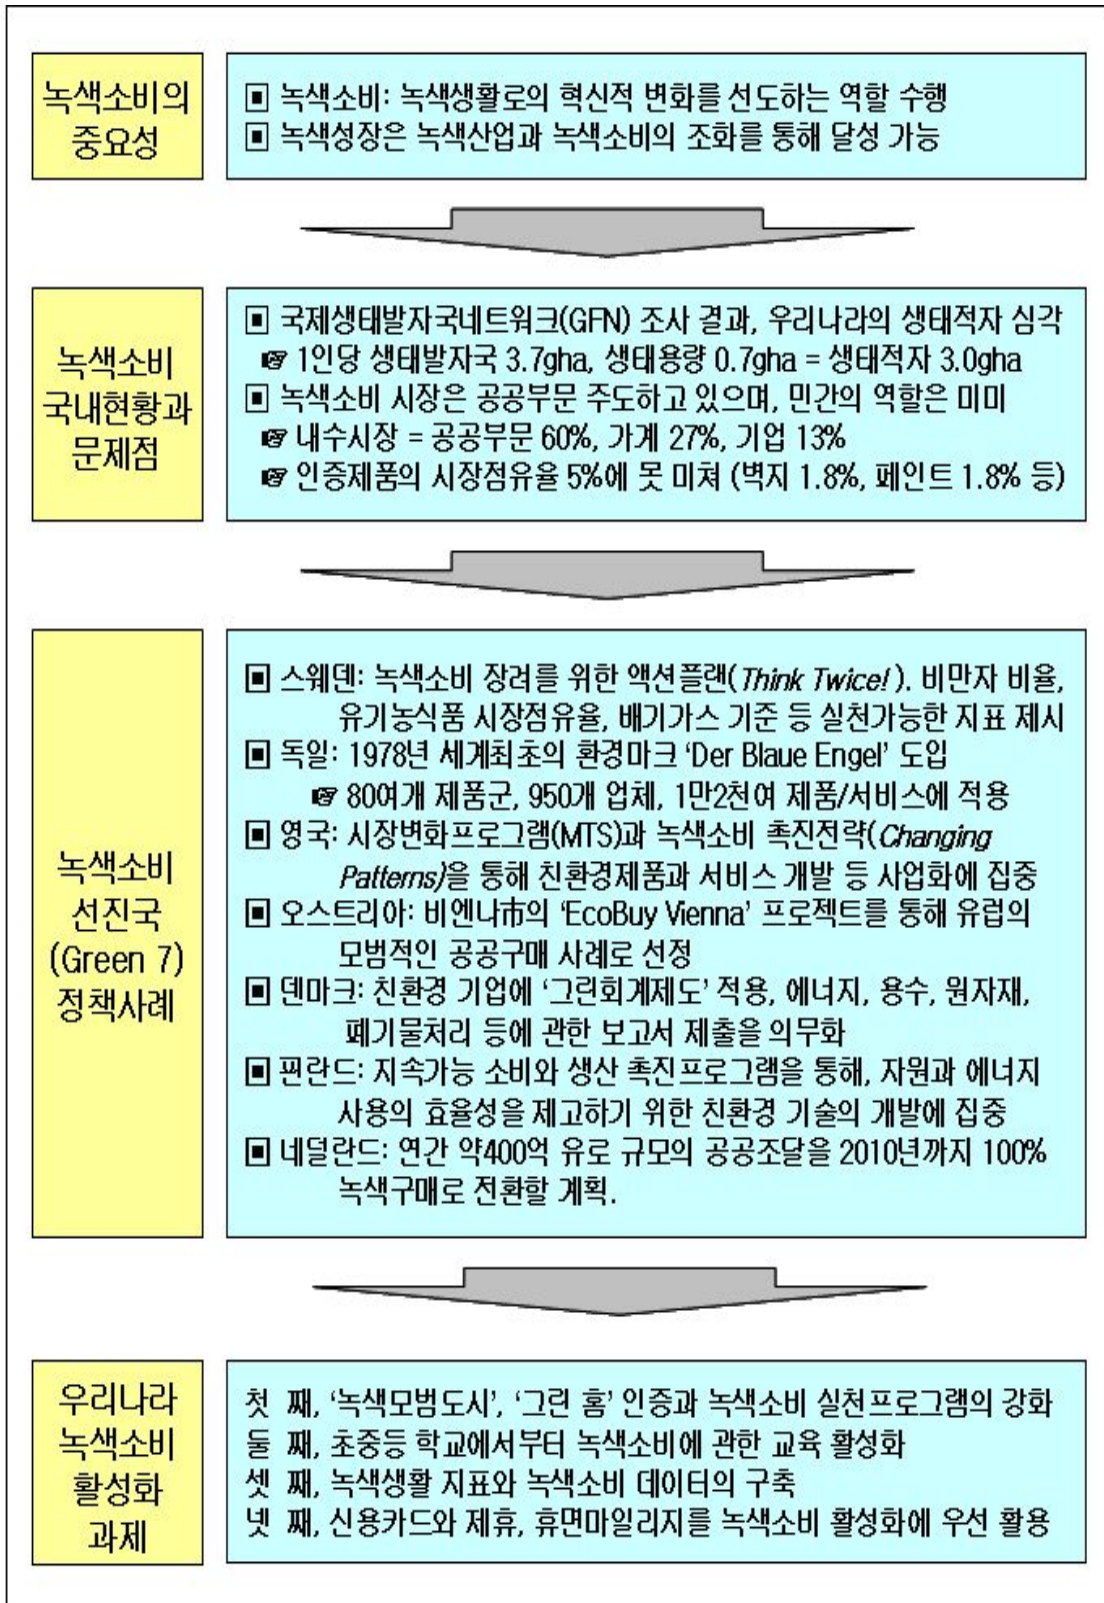 녹색소비의
중요성
▣ 녹색소비: 녹색생활로의 혁신적 변화를 선도하는 역할 수행
▣ 녹색성장은 녹색산업과 녹색소비의 조화를 통해 달성 가능
녹색소비
국내현황과
문제점
▣ 국제생태발자국네트워크(GFN) 조사 결과, 우리나라의 생태적자 심각
☞ 1인당 생태발자국 3.7gha, 생태용량 0.7gha = 생태적자 3.0gha
▣ 녹색소비 시장은 공공부문 주도하고 있으며, 민간의 역할은 미미
☞ 내수시장 = 공공부문 60%, 가계 27%, 기업 13%
☞ 인증제품의 시장점유율 5%에 못 미쳐 (벽지 1.8%, 페인트 1.8% 등)
녹색소비
선진국
(Green 7)
정책사례
▣ 스웨덴: 녹색소비 장려를 위한 액션플랜(Think Twice!). 비만자 비율,
유기농식품 시장점유율, 배기가스 기준 등 실천가능한 지표 제시
▣ 독일: 1978년 세계최초의 환경마크 ‘Der Blaue Engel’ 도입
☞ 80여개 제품군, 950개 업체, 1만2천여 제품/서비스에 적용
▣ 영국: 시장변화프로그램(MTS)과 녹색소비 촉진전략(Changing
Patterns)을 통해 친환경제품과 서비스 개발 등 사업화에 집중
▣ 오스트리아: 비엔나市의 ‘EcoBuy Vienna’ 프로젝트를 통해 유럽의
모범적인 공공구매 사례로 선정
▣ 덴마크: 친환경 기업에 ‘그린회계제도’ 적용, 에너지, 용수, 원자재,
폐기물처리 등에 관한 보고서 제출을 의무화
▣ 핀란드: 지속가능 소비와 생산 촉진프로그램을 통해, 자원과 에너지
사용의 효율성을 제고하기 위한 친환경 기술의 개발에 집중
▣ 네덜란드: 연간 약400억 유로 규모의 공공조달을 2010년까지 100%
녹색구매로 전환할 계획.
우리나라
녹색소비
활성화
과제
첫 째, ‘녹색모범도시’, ‘그린 홈’ 인증과 녹색소비 실천프로그램의 강화
둘 째, 초중등 학교에서부터 녹색소비에 관한 교육 활성화
셋 째, 녹색생활 지표와 녹색소비 데이터의 구축
넷 째, 신용카드와 제휴, 휴면마일리지를 녹색소비 활성화에 우선 활용